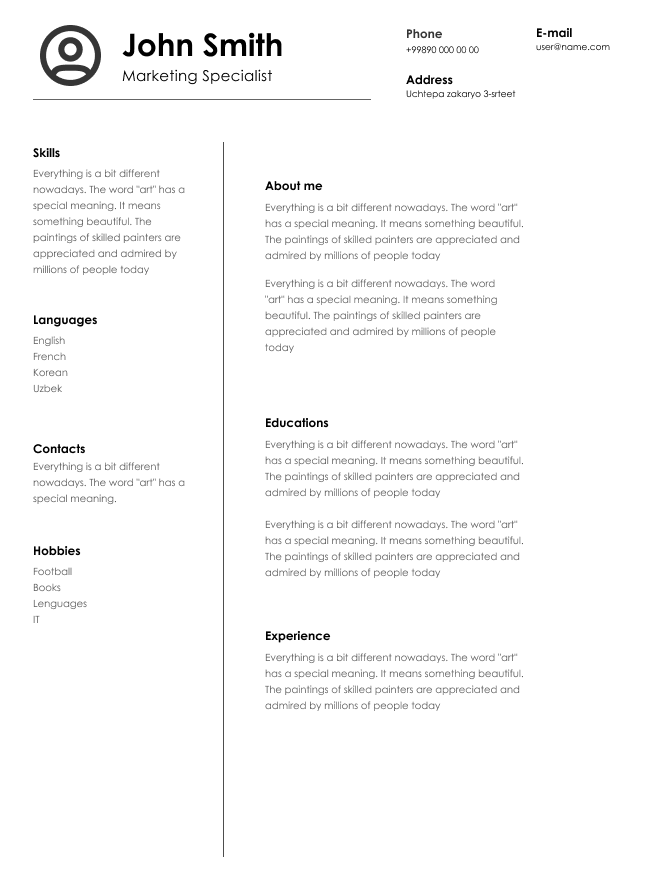 John Smith
Marketing Specialist
Phone
+99890 000 00 00
E-mail
user@name.com
Address
Uchtepa zakaryo 3-srteet
Skills
Everything is a bit different
nowadays. The word "art" has a
special meaning. It means
something beautiful. The
paintings of skilled painters are
appreciated and admired by
millions of people today
Languages
English
French
Korean
Uzbek
Contacts
Everything is a bit different
nowadays. The word "art" has a
special meaning.
Hobbies
Football
Books
Lenguages
IT
About me
Everything is a bit different nowadays. The word "art"
has a special meaning. It means something beautiful.
The paintings of skilled painters are appreciated and
admired by millions of people today
Everything is a bit different nowadays. The word
"art" has a special meaning. It means something
beautiful. The paintings of skilled painters are
appreciated and admired by millions of people
today
Educations
Everything is a bit different nowadays. The word "art"
has a special meaning. It means something beautiful.
The paintings of skilled painters are appreciated and
admired by millions of people today
Everything is a bit different nowadays. The word "art"
has a special meaning. It means something beautiful.
The paintings of skilled painters are appreciated and
admired by millions of people today
Experience
Everything is a bit different nowadays. The word "art"
has a special meaning. It means something beautiful.
The paintings of skilled painters are appreciated and
admired by millions of people today